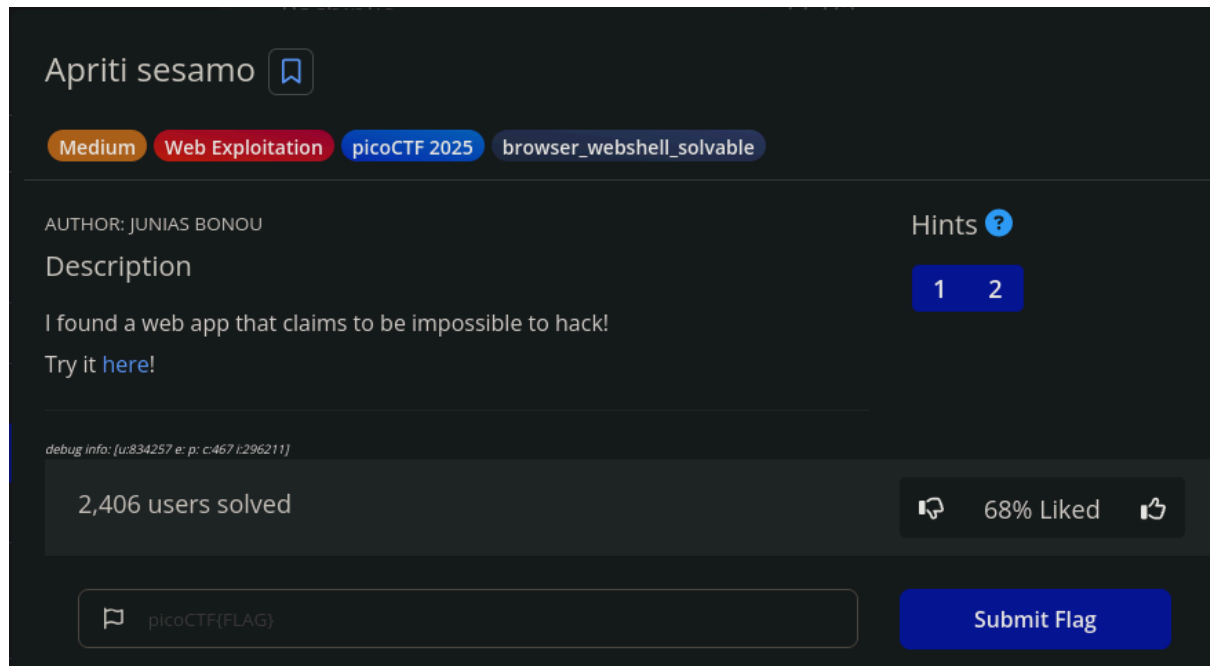 Apriti sesamo
Medium Web Exploitation picoCTF 2025 browser_webshell_solvable
AUTHOR: JUNIAS BONOU
Description
I found a web app that claims to be impossible to hack!
Try it here!
Hints ?
1 2
debug info: [u:834257 e: p: c:467 i:296211]
2,406 users solved
68% Liked
picoCTF{FLAG}
Submit Flag